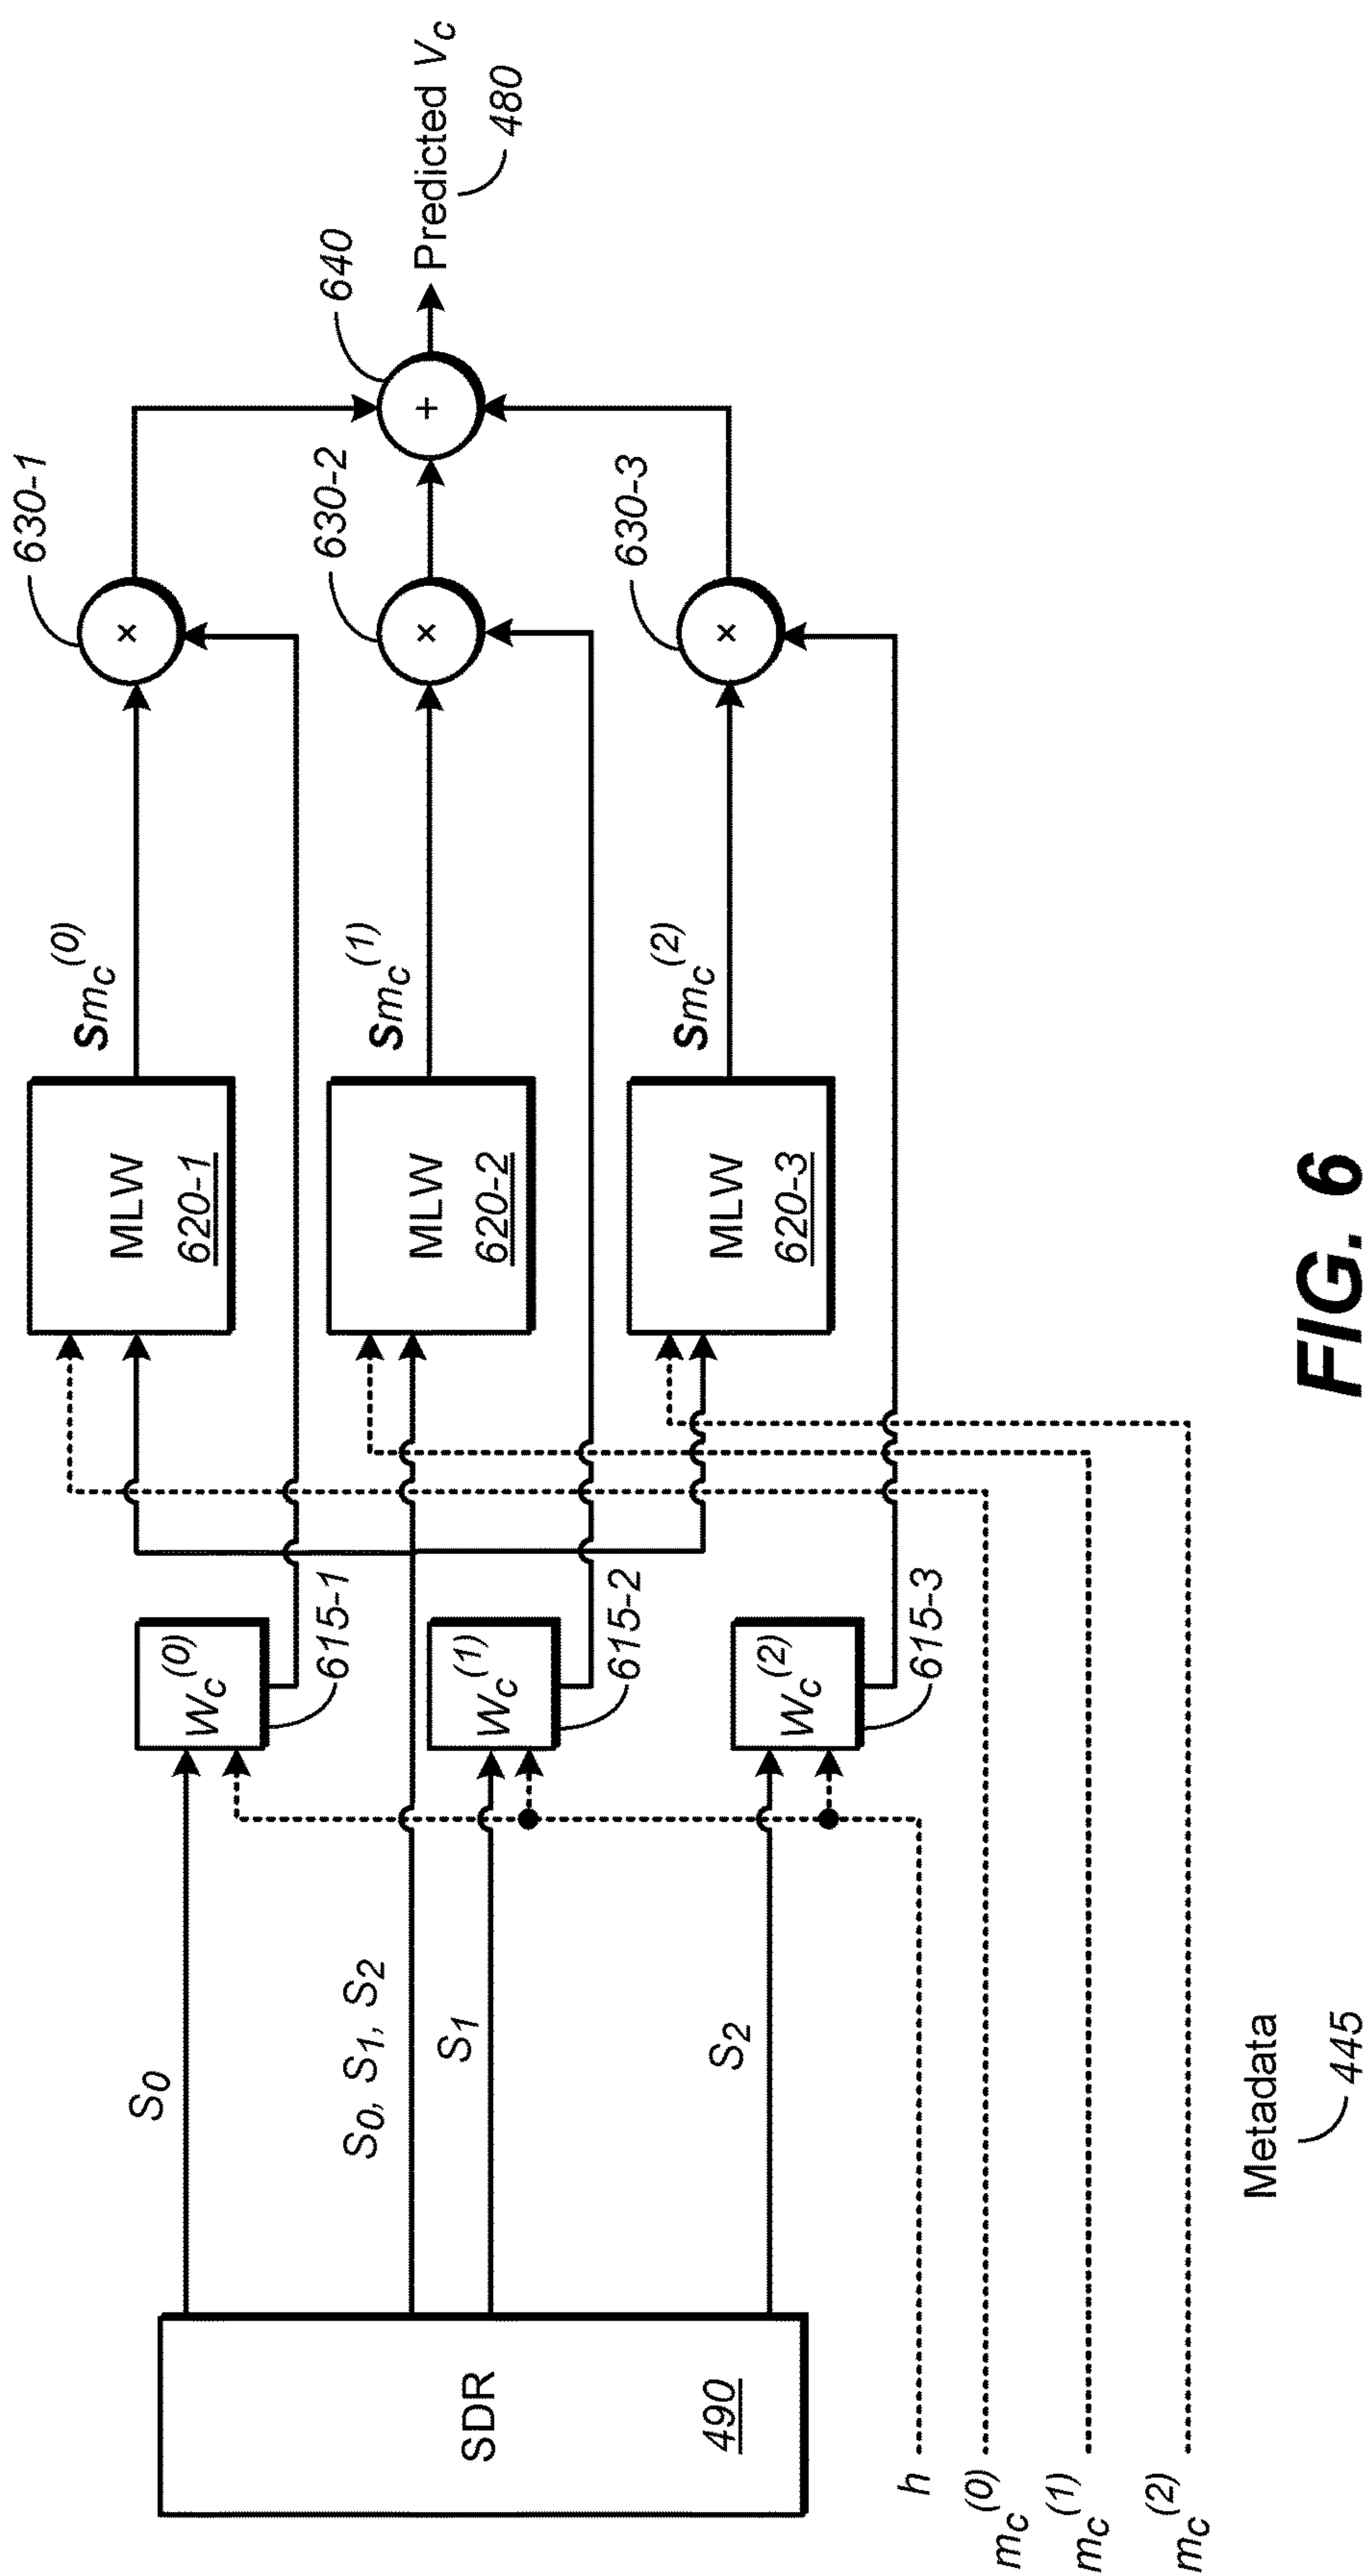 630-1
640
Predicted Vc
480
630-2
630-3
Smc(0)
Smc(1)
Smc(2)
MLW
620-1
MLW
620-2
MLW
620-3
Wc(0)
615-1
Wc(1)
615-2
Wc(2)
615-3
S0
S0, S1, S2
S1
S2
SDR
490
h
mc(0)
mc(1)
mc(2)
Metadata
445
FIG. 6
×
×
×
+